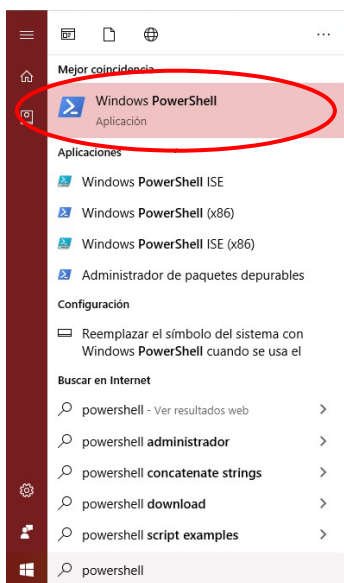 Mejor coincidencia
Windows PowerShell
Aplicación
Aplicaciones
Windows PowerShell ISE
Windows PowerShell (x86)
Windows PowerShell ISE (x86)
Administrador de paquetes depurables
Configuración
Reemplazar el símbolo del sistema con
Windows PowerShell cuando se usa el
Buscar en Internet
powershell - Ver resultados web
powershell administrador
powershell concatenate strings
powershell download
powershell script examples
powershell